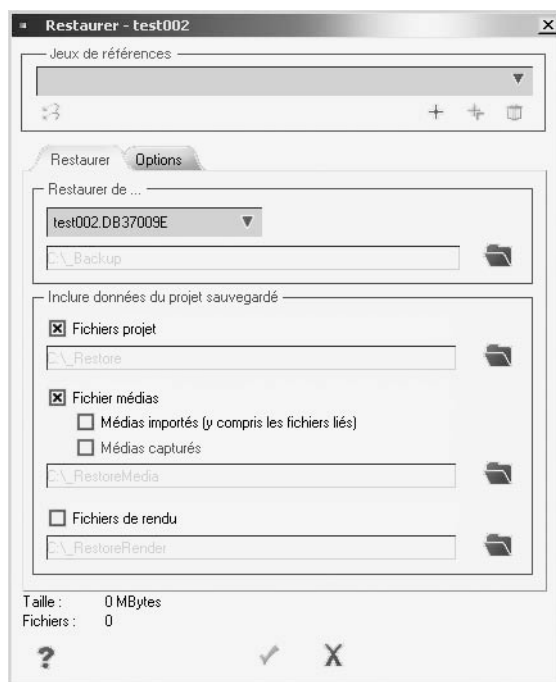 Restaurer - test002
Jeux de références
Restaurer
Options
Restaurer de ...
test002.DB37009E
C:\_Backup
Inclure données du projet sauvegardé
Fichiers projet
C:\_Restore
Fichier médias
Médias importés (y compris les fichiers liés)
Médias capturés
C:\_RestoreMedia
Fichiers de rendu
C:\_RestoreRender
Taille : 0 MBytes
Fichiers : 0